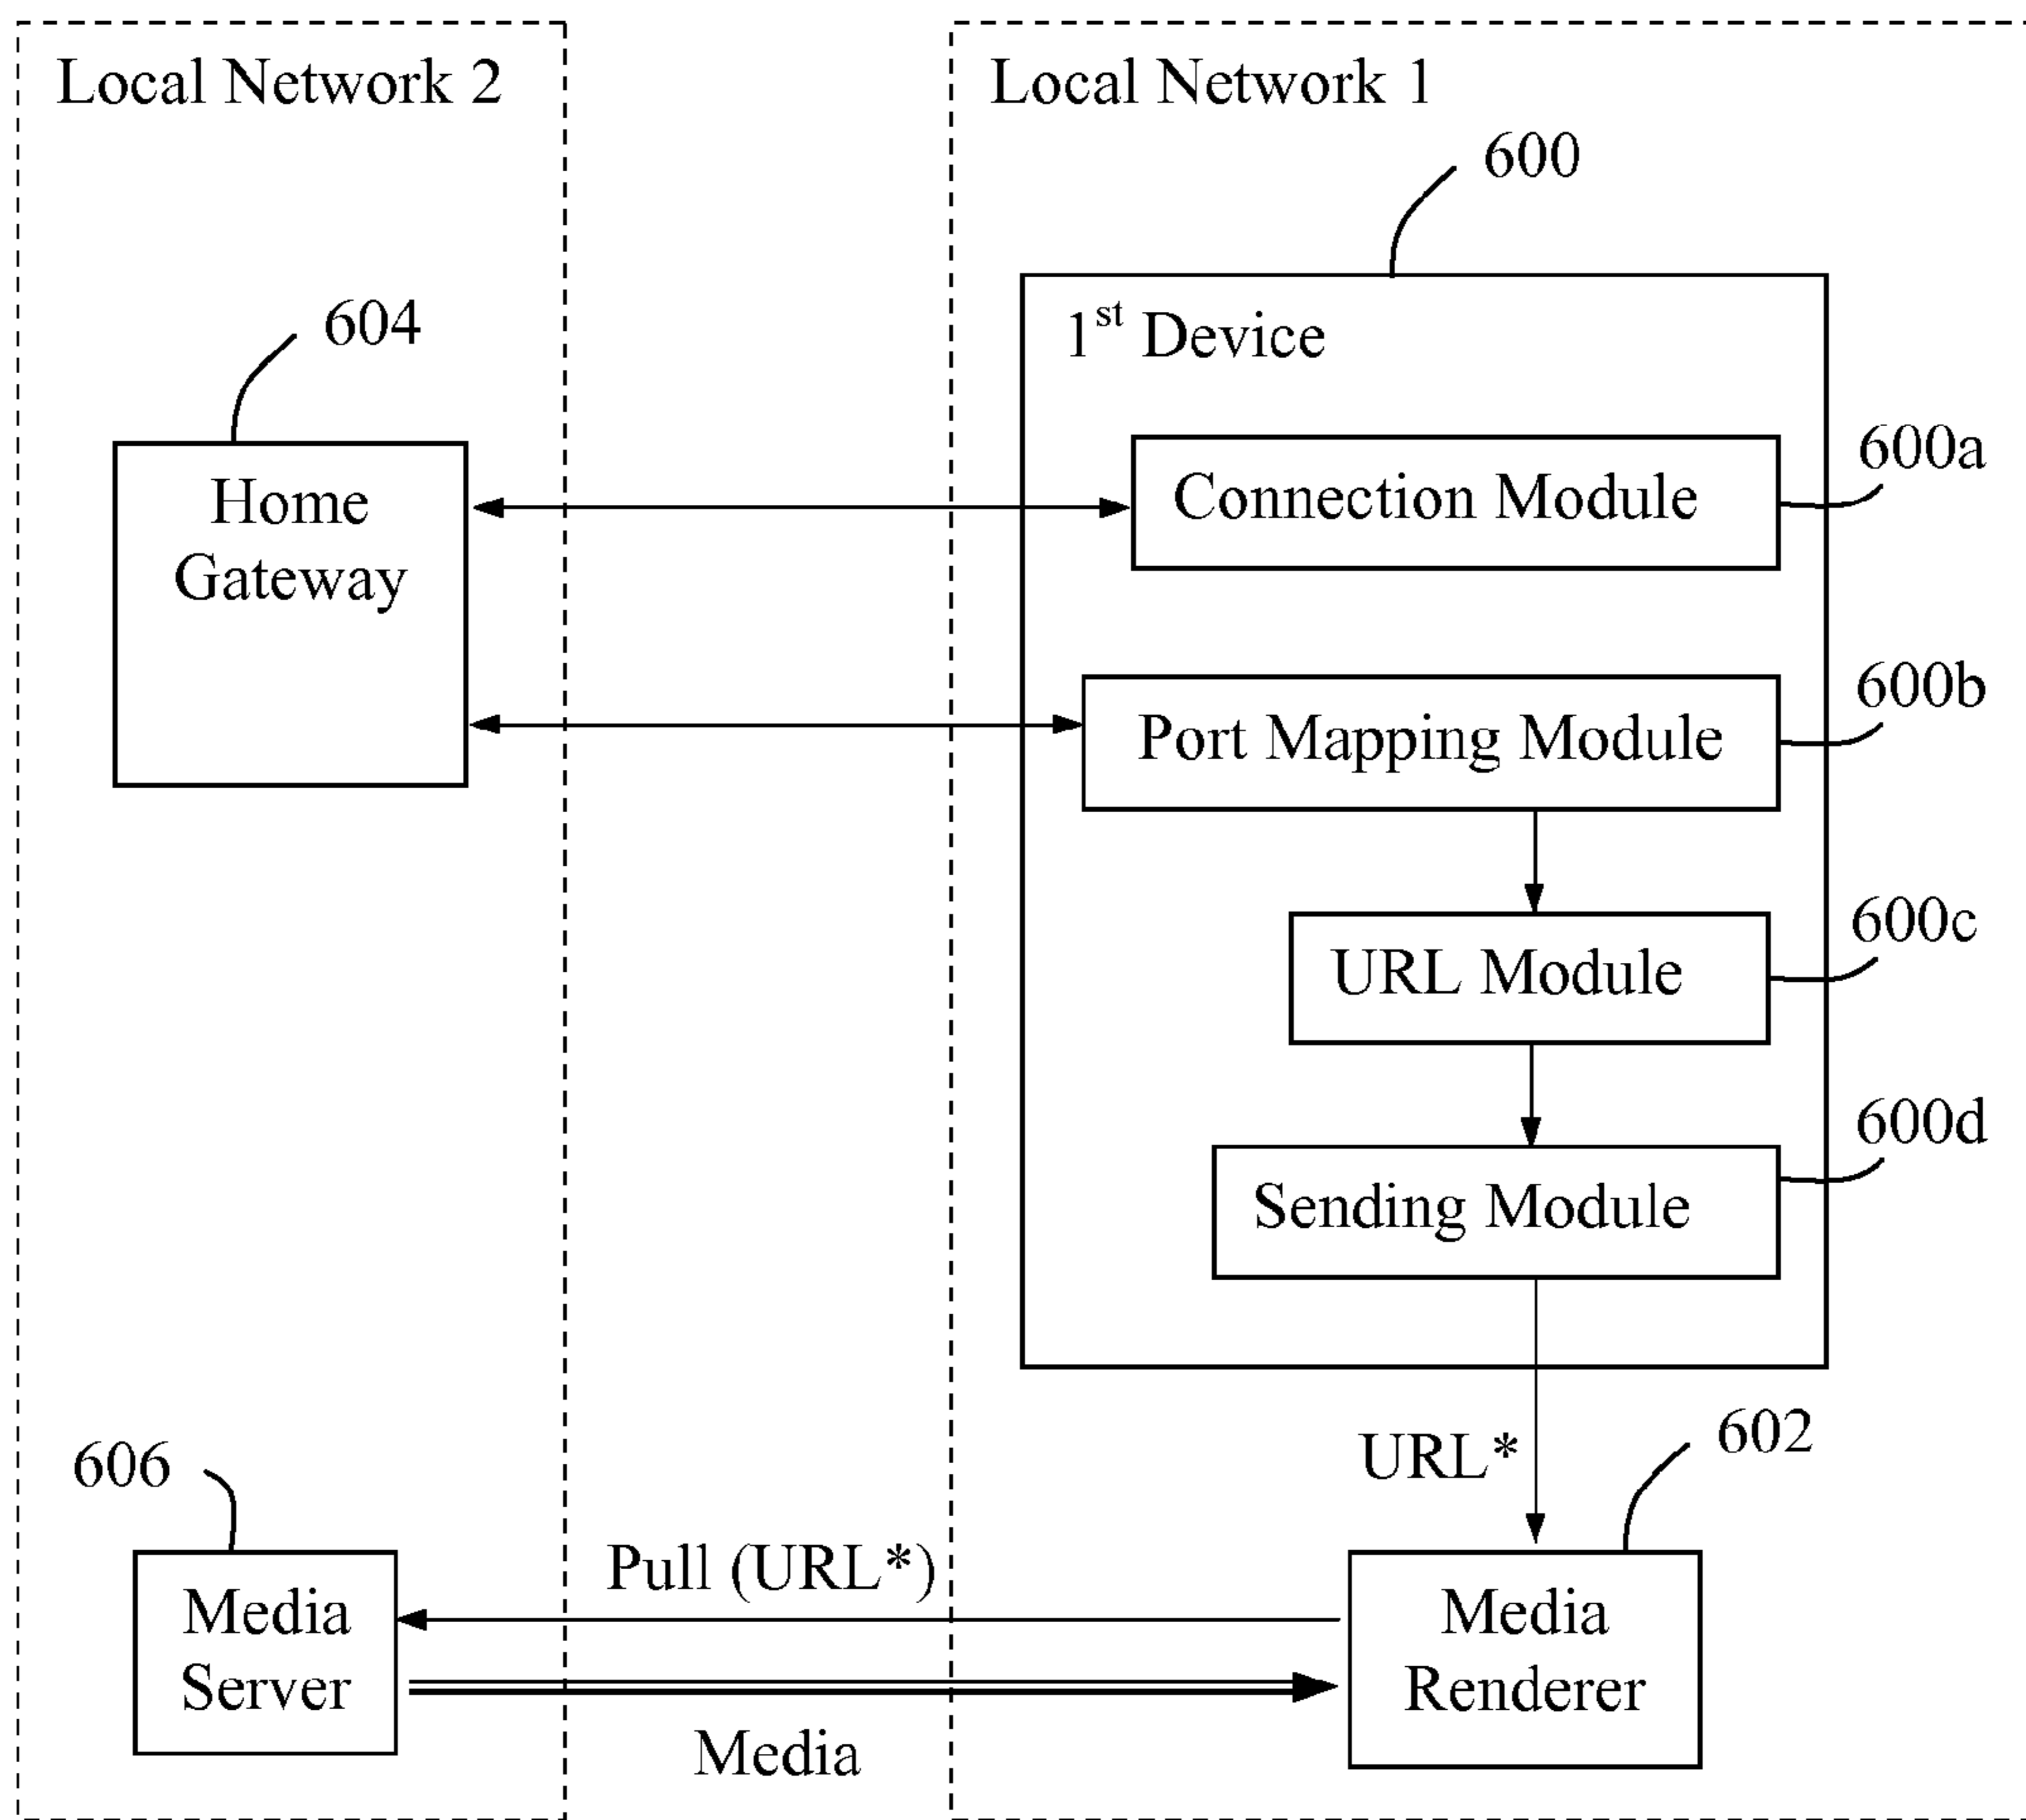 Local Network 2
Local Network 1
600
604
1st Device
Home
Gateway
Connection Module
600a
Port Mapping Module
600b
URL Module
600c
Sending Module
600d
URL*
602
606
Pull (URL*)
Media
Server
Media
Renderer
Media